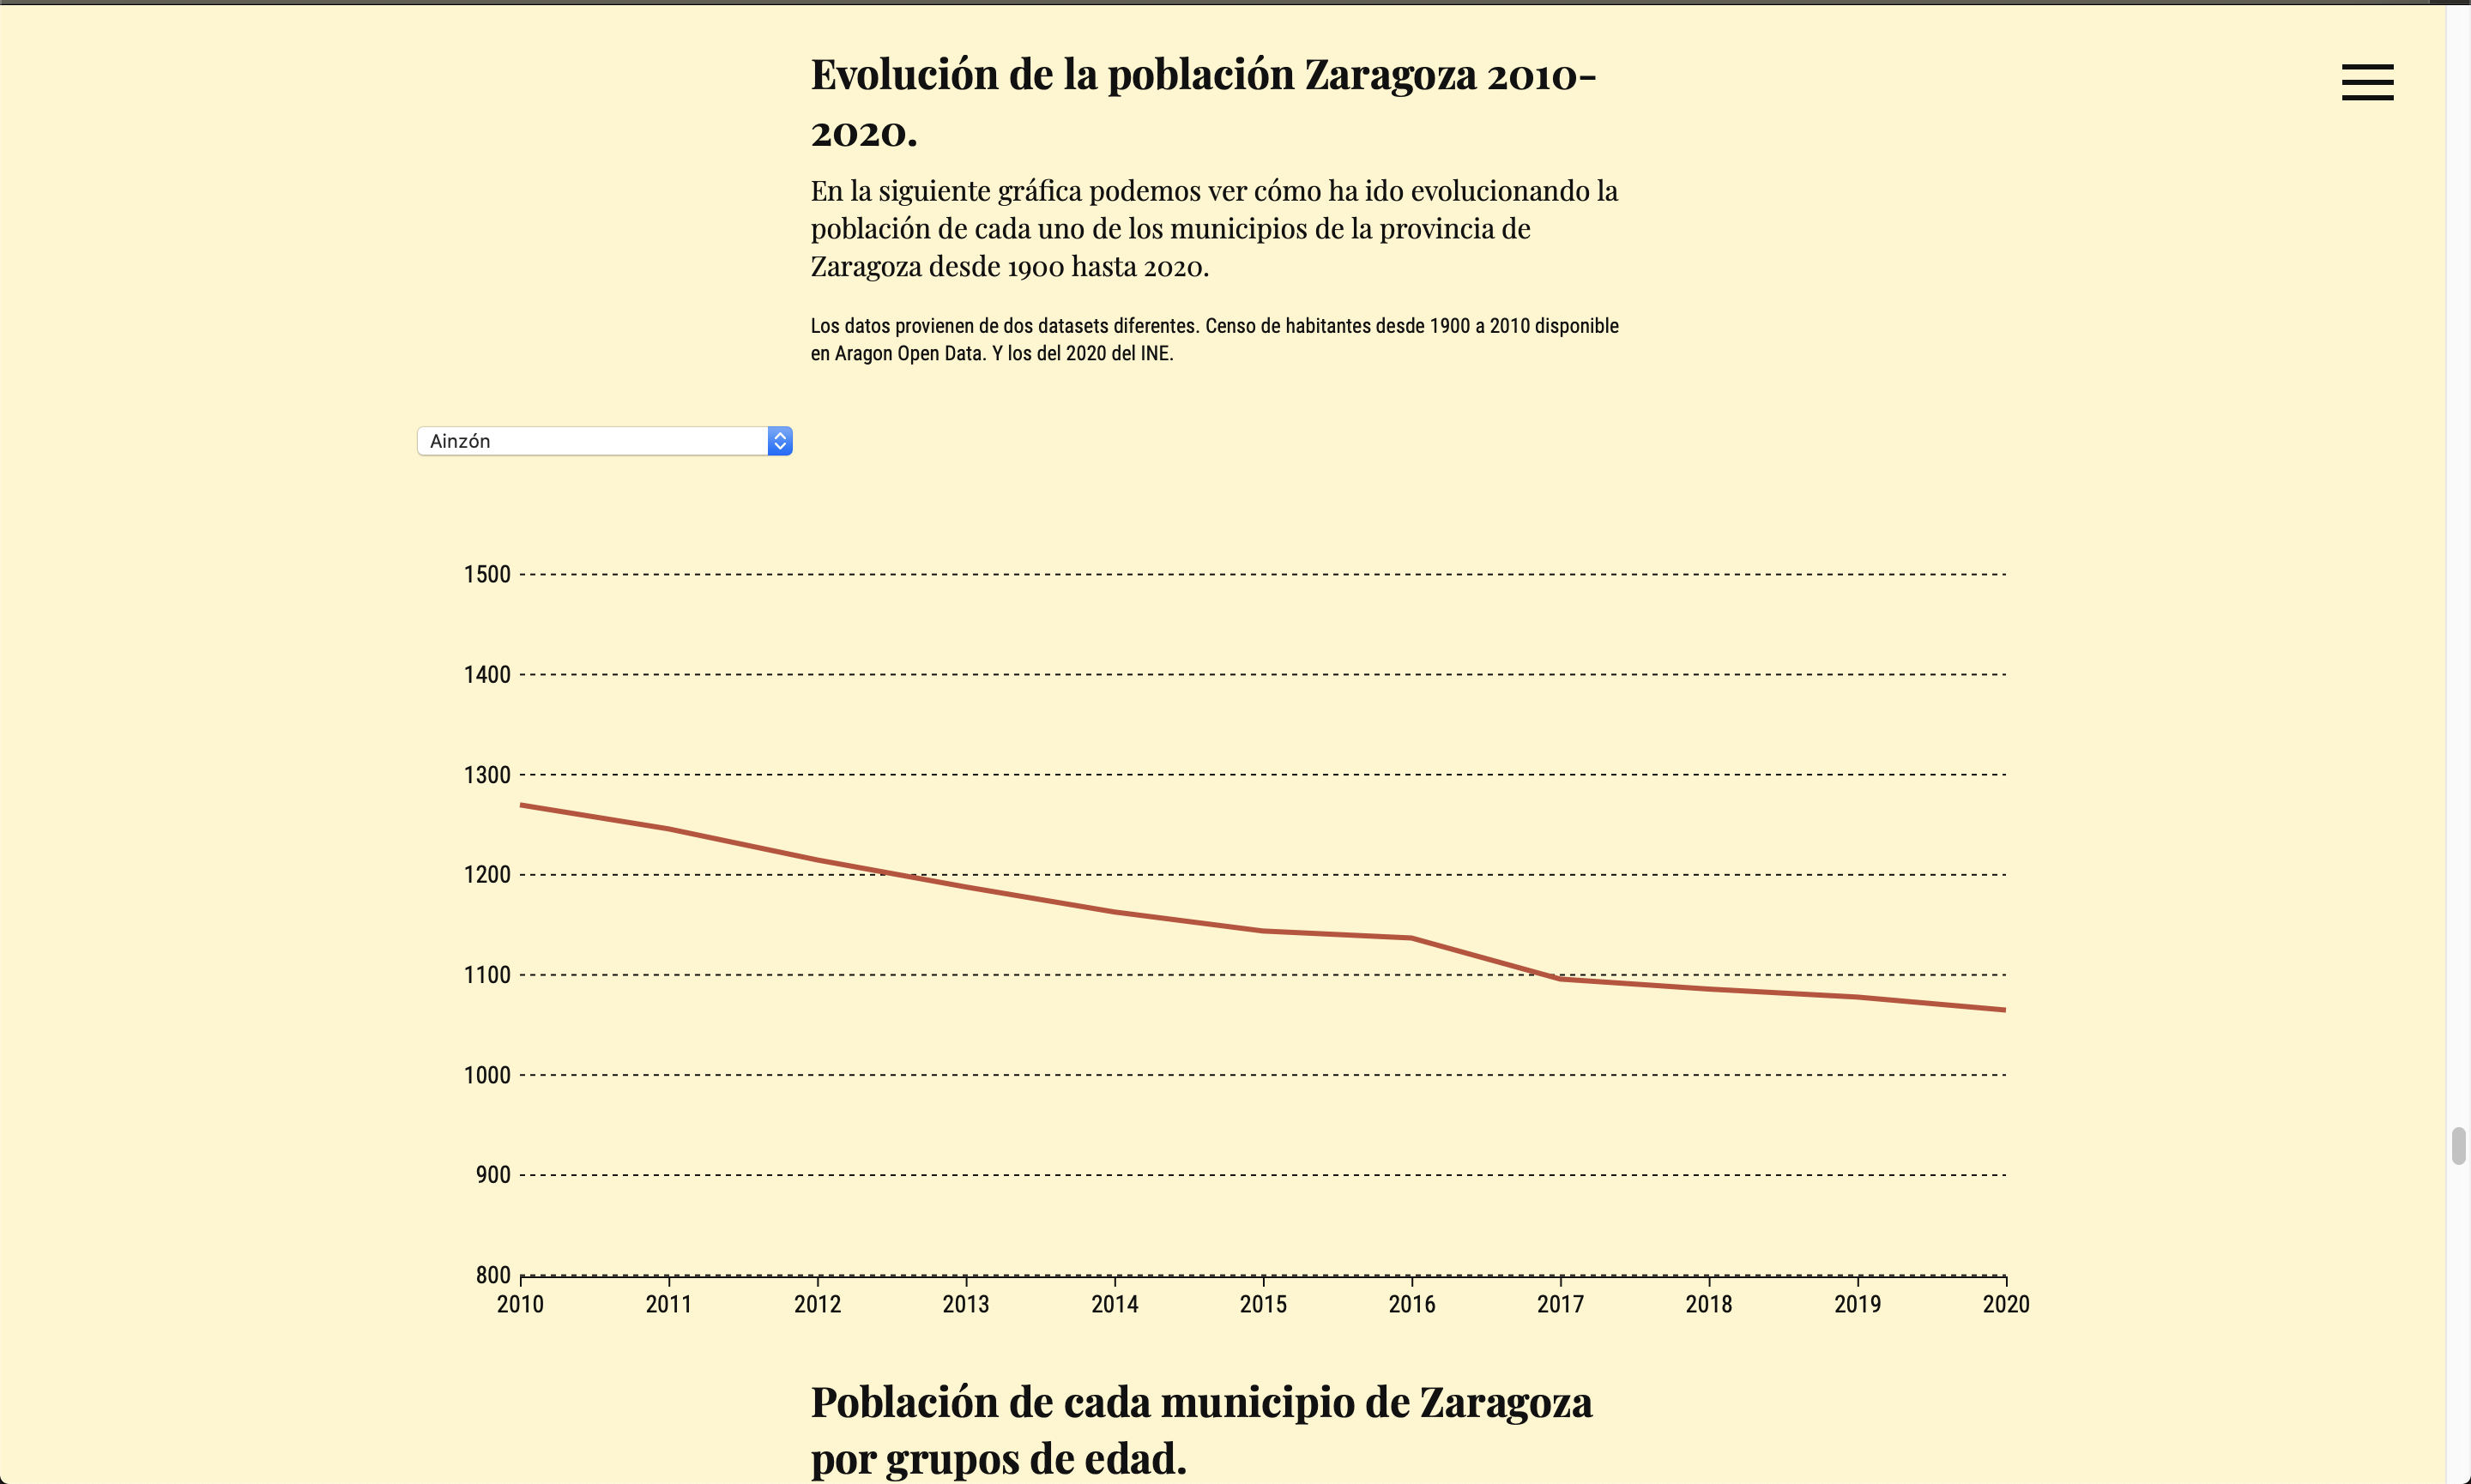 Evolución de la población Zaragoza 2010-
2020.
En la siguiente gráfica podemos ver cómo ha ido evolucionando la
población de cada uno de los municipios de la provincia de
Zaragoza desde 1900 hasta 2020.
Los datos provienen de dos datasets diferentes. Censo de habitantes desde 1900 a 2010 disponible
en Aragon Open Data. Y los del 2020 del INE.
Ainzón
1500
1400
1300
1200
1100
1000
900
800
2010 2011 2012 2013 2014 2015 2016 2017 2018 2019 2020
Población de cada municipio de Zaragoza
por grupos de edad.